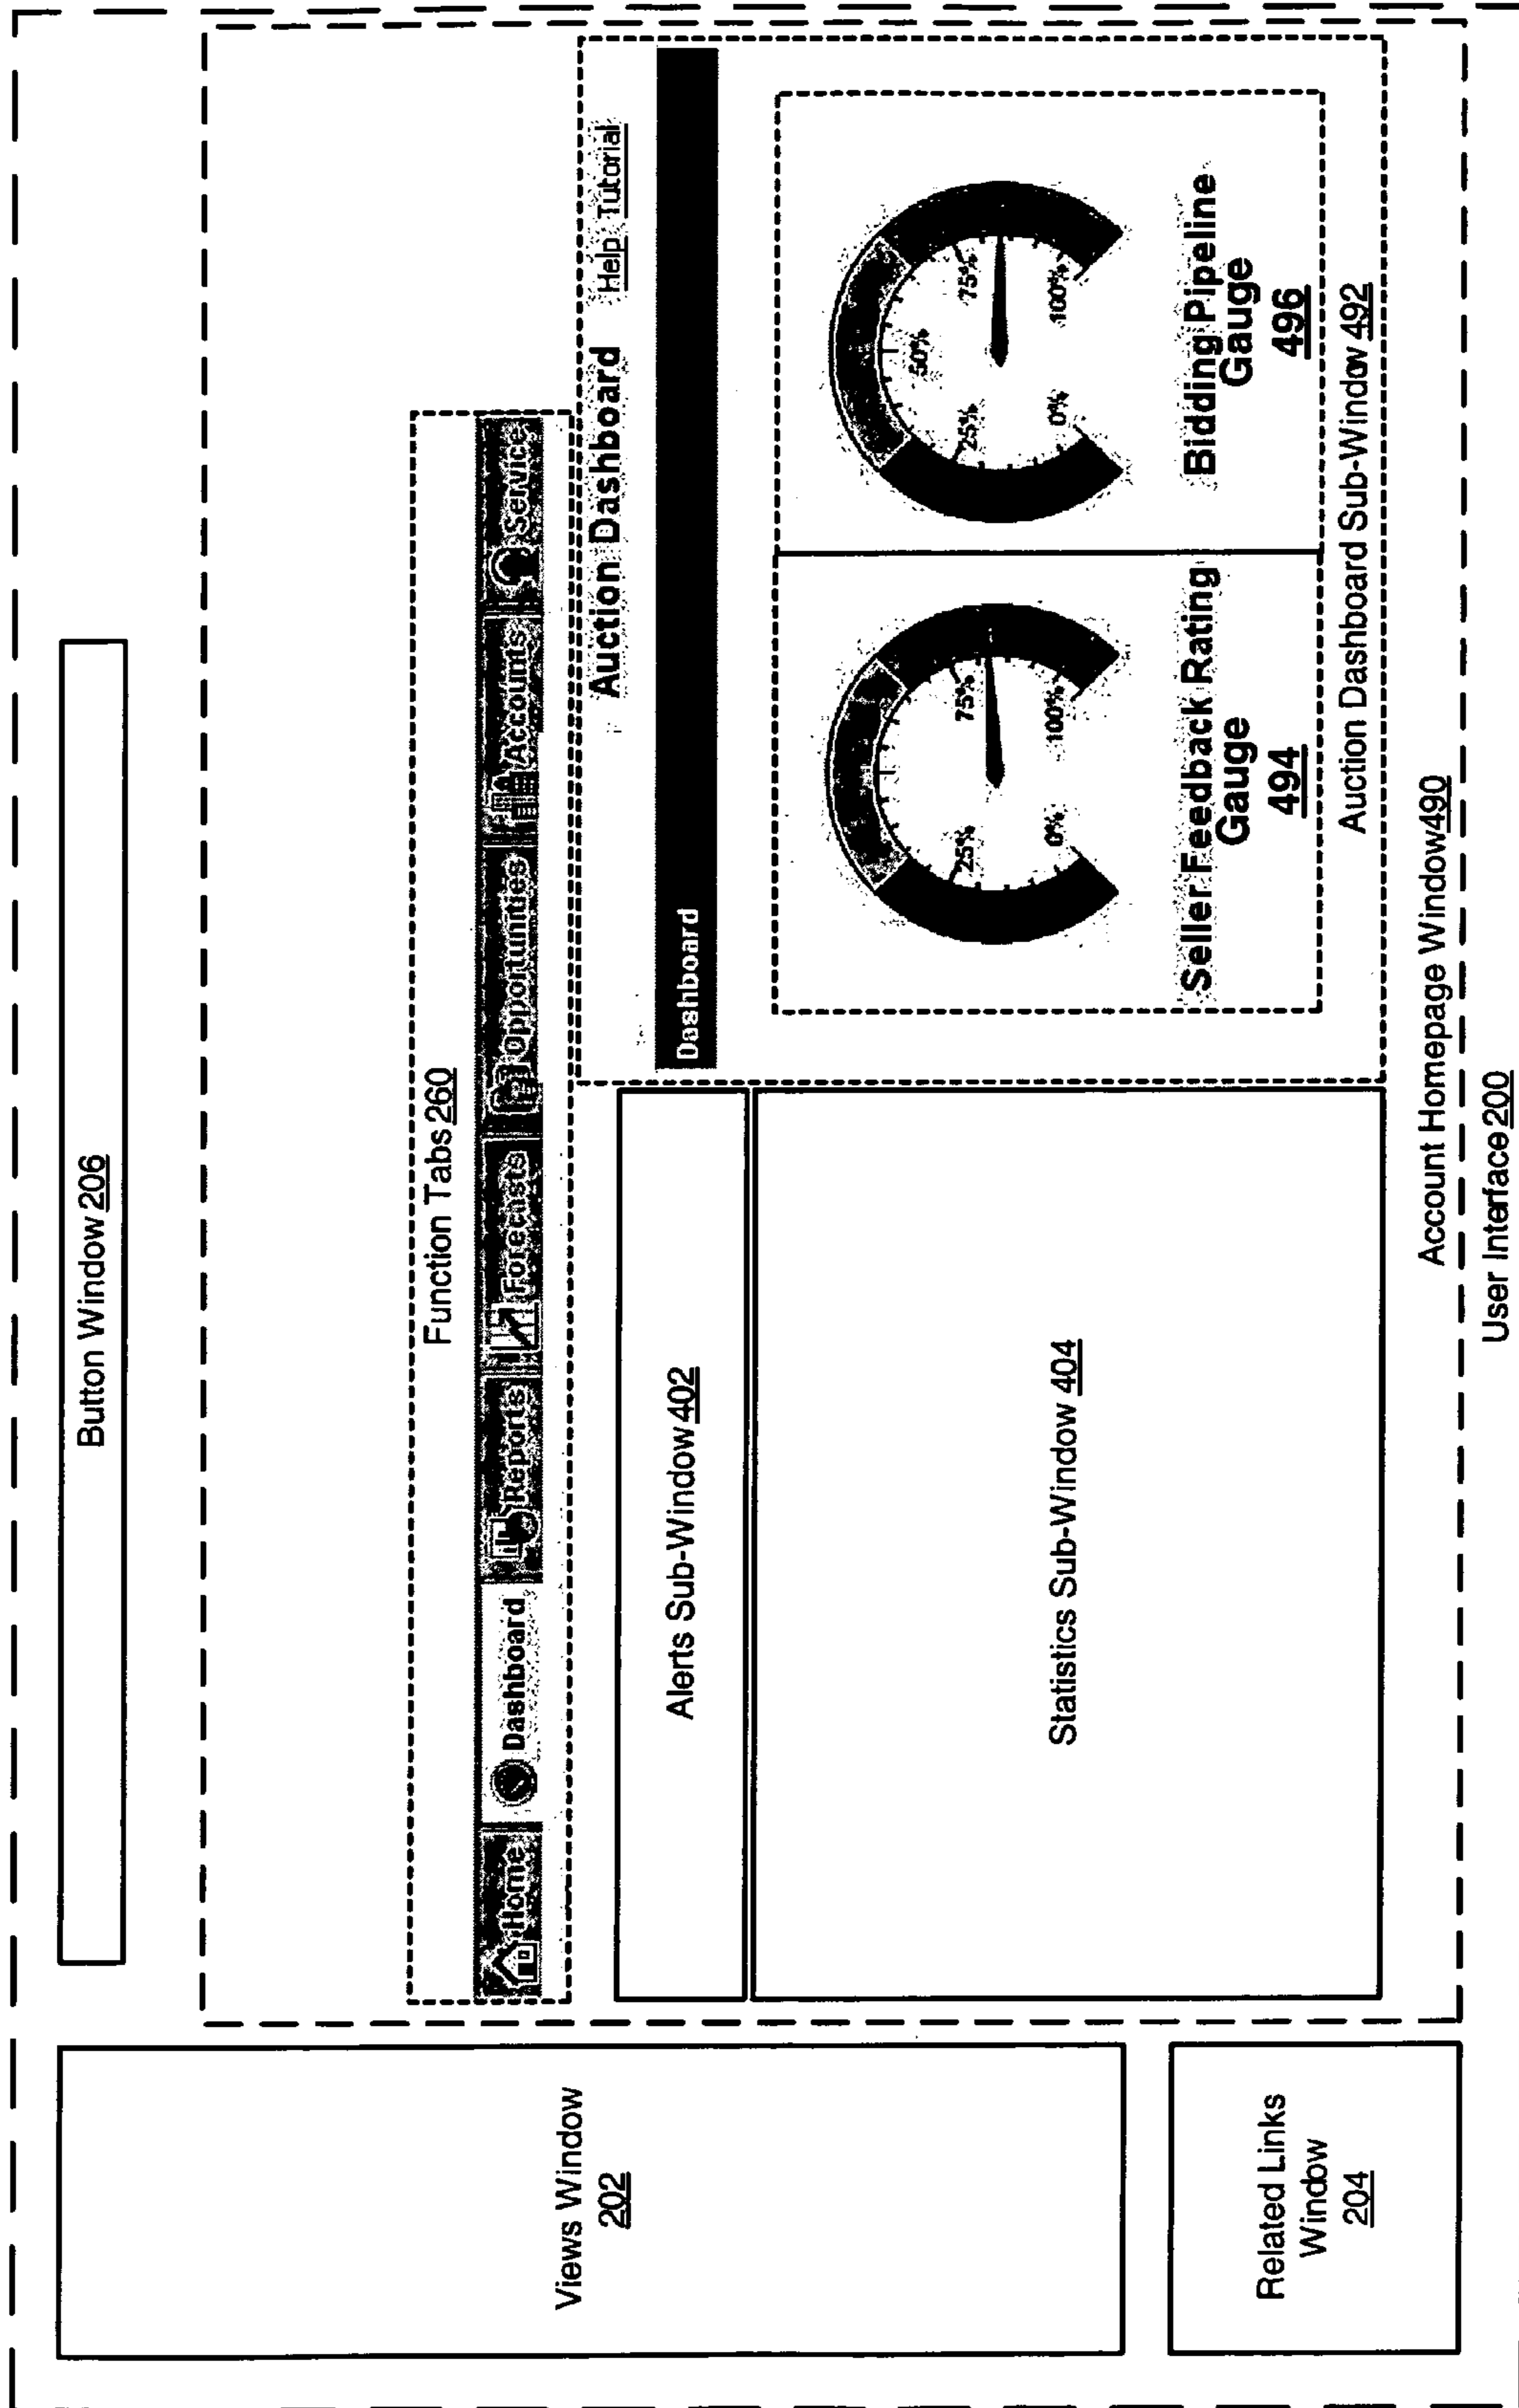 Button Window 206
Views Window
202
Related Links
Window
204
Function Tabs 260
Home Dashboard Reports Forecasts Opportunities Accounts Service
Alerts Sub-Window 402
Statistics Sub-Window 404
Auction Dashboard Help Tutorial
Dashboard
0% 25% 75% 100%
Seller Feedback Rating
Gauge
494
0% 25% 50% 75% 100%
Bidding Pipeline
Gauge
496
Auction Dashboard Sub-Window 492
Account Homepage Window 490
User Interface 200